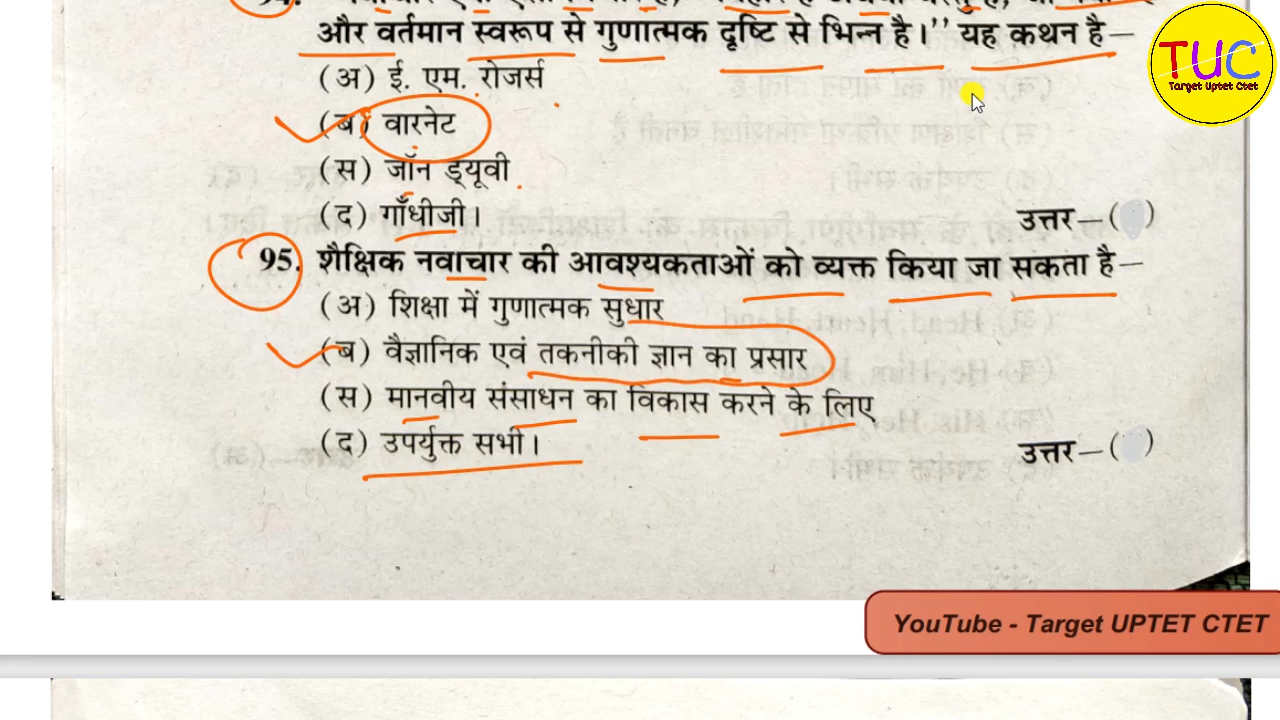 और वर्तमान स्वरूप से गुणात्मक दृष्टि से भिन्न है।’’ यह कथन है–
(अ) ई. एम. रोजर्स
(ब) वारनेट
(स) जॉन ड्यूवी
(द) गाँधीजी।
उत्तर–( )
95. शैक्षिक नवाचार की आवश्यकताओं को व्यक्त किया जा सकता है–
(अ) शिक्षा में गुणात्मक सुधार
(ब) वैज्ञानिक एवं तकनीकी ज्ञान का प्रसार
(स) मानवीय संसाधन का विकास करने के लिए
(द) उपर्युक्त सभी।
उत्तर–( )
TUC
Target Uptet Ctet
YouTube - Target UPTET CTET